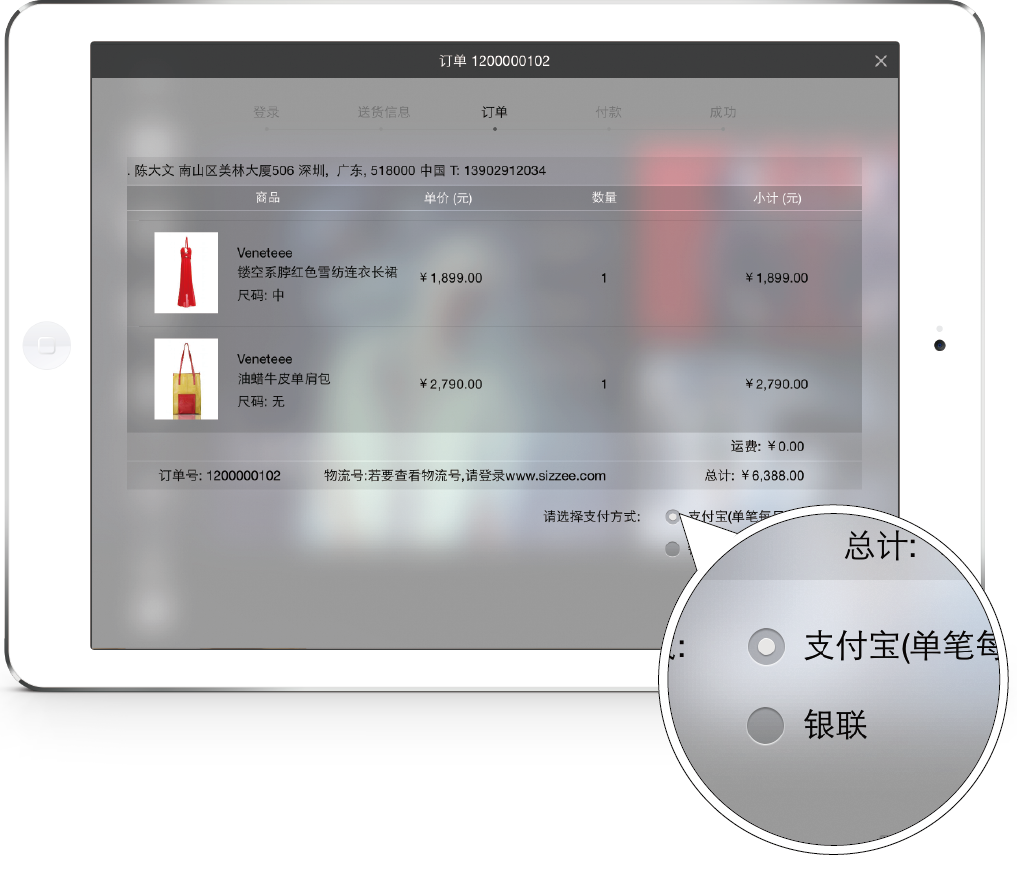 订单 1200000102
登录 送货信息 订单 付款 成功
. 陈大文 南山区美林大厦506 深圳, 广东, 518000 中国 T: 13902912034
商品 单价 (元) 数量 小计 (元)
Veneteee
镂空系脖红色雪纺连衣长裙 ￥1,899.00 1 ￥1,899.00
尺码: 中
Veneteee
油蜡牛皮单肩包 ￥2,790.00 1 ￥2,790.00
尺码: 无
运费: ￥0.00
订单号: 1200000102 物流号:若要查看物流号,请登录www.sizzee.com 总计: ￥6,388.00
请选择支付方式: 支付宝(单笔每
总计:
支付宝(单笔每
银联